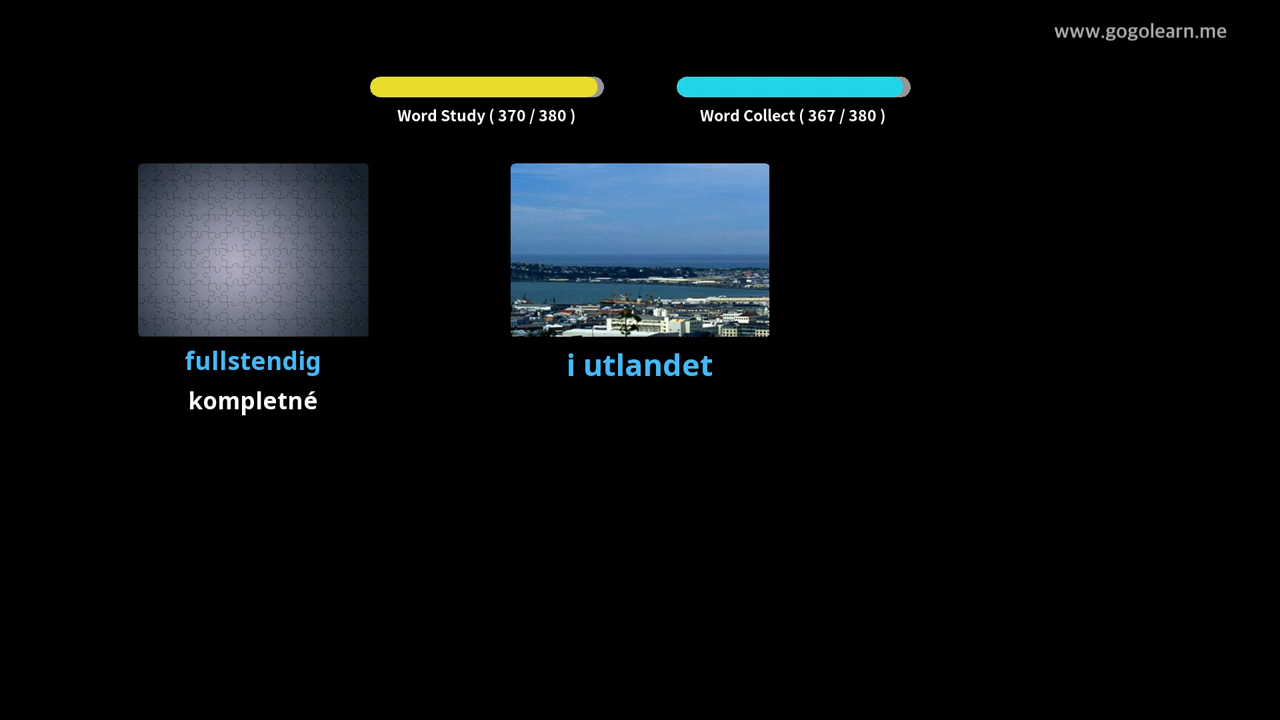 www.gogolearn.me
Word Study ( 370 / 380 )
Word Collect ( 367 / 380 )
fullstendig
kompletné
i utlandet